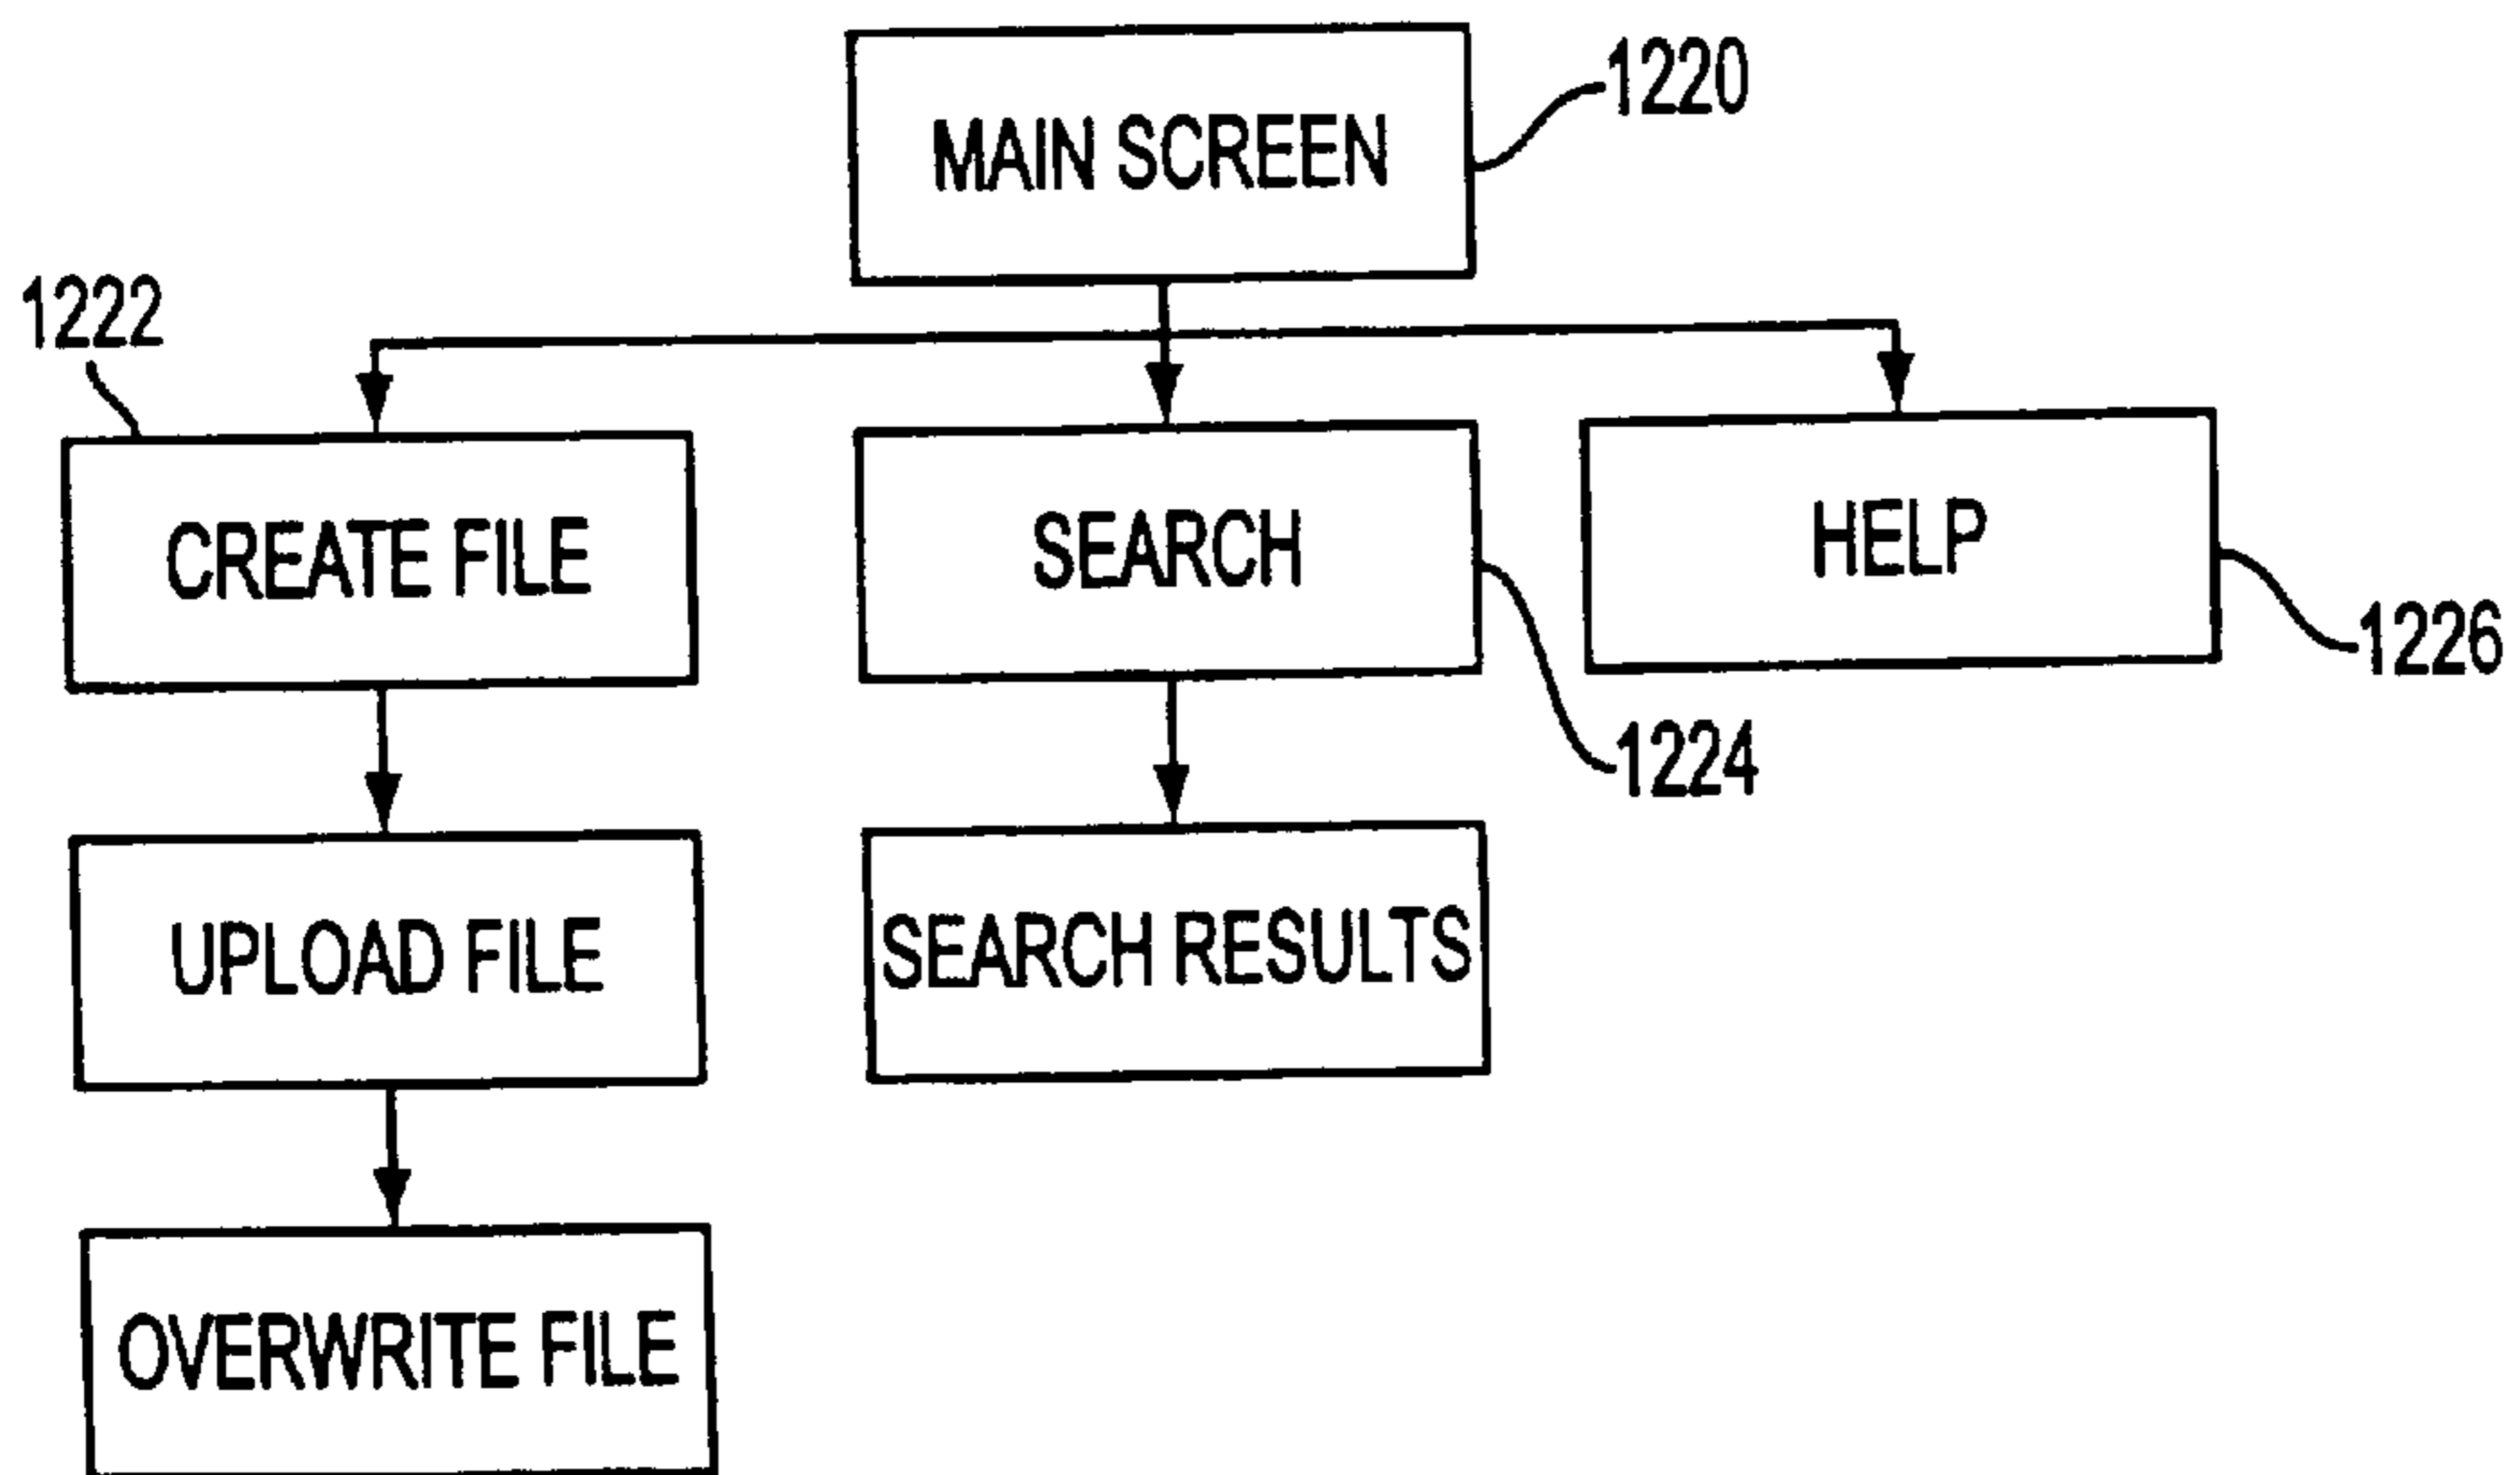 MAIN SCREEN
1220
1222
CREATE FILE
SEARCH
HELP
1226
1224
UPLOAD FILE
SEARCH RESULTS
OVERWRITE FILE